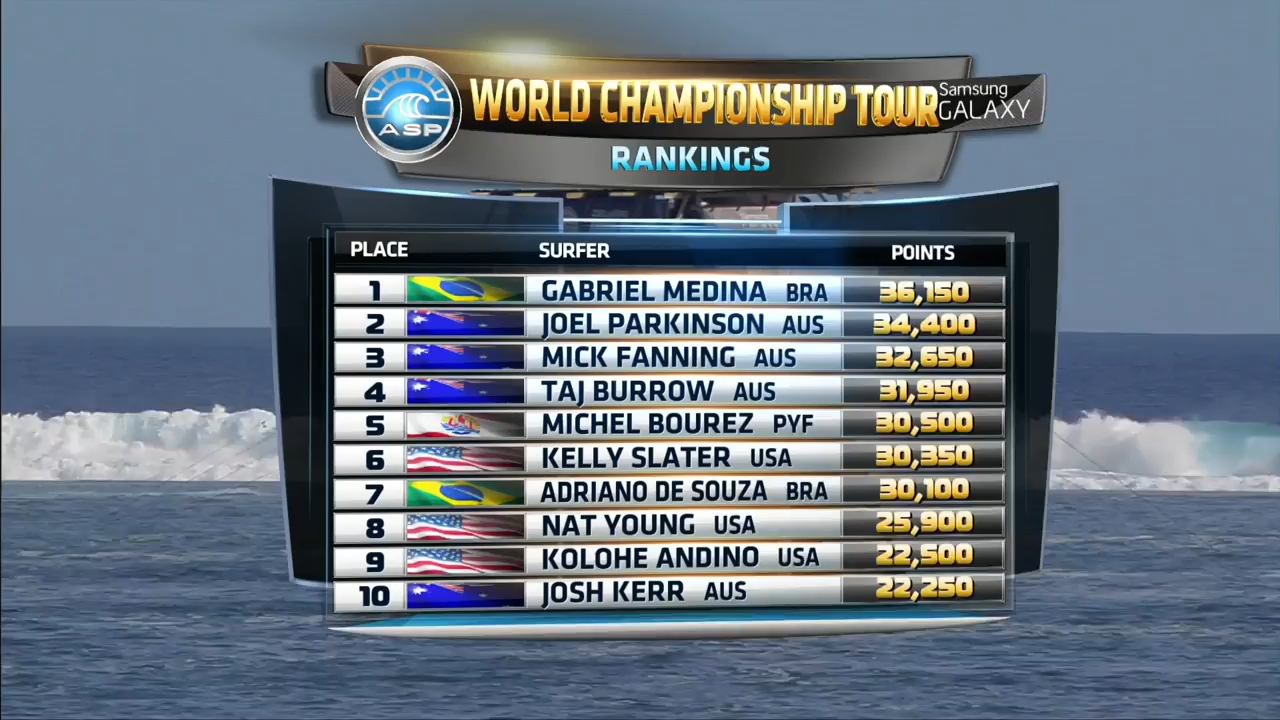 ASP
WORLD CHAMPIONSHIP TOUR
Samsung
GALAXY
RANKINGS
PLACE SURFER POINTS
1 GABRIEL MEDINA BRA 36,150
2 JOEL PARKINSON AUS 34,400
3 MICK FANNING AUS 32,650
4 TAJ BURROW AUS 31,950
5 MICHEL BOUREZ PYF 30,500
6 KELLY SLATER USA 30,350
7 ADRIANO DE SOUZA BRA 30,100
8 NAT YOUNG USA 25,900
9 KOLOHE ANDINO USA 22,500
10 JOSH KERR AUS 22,250